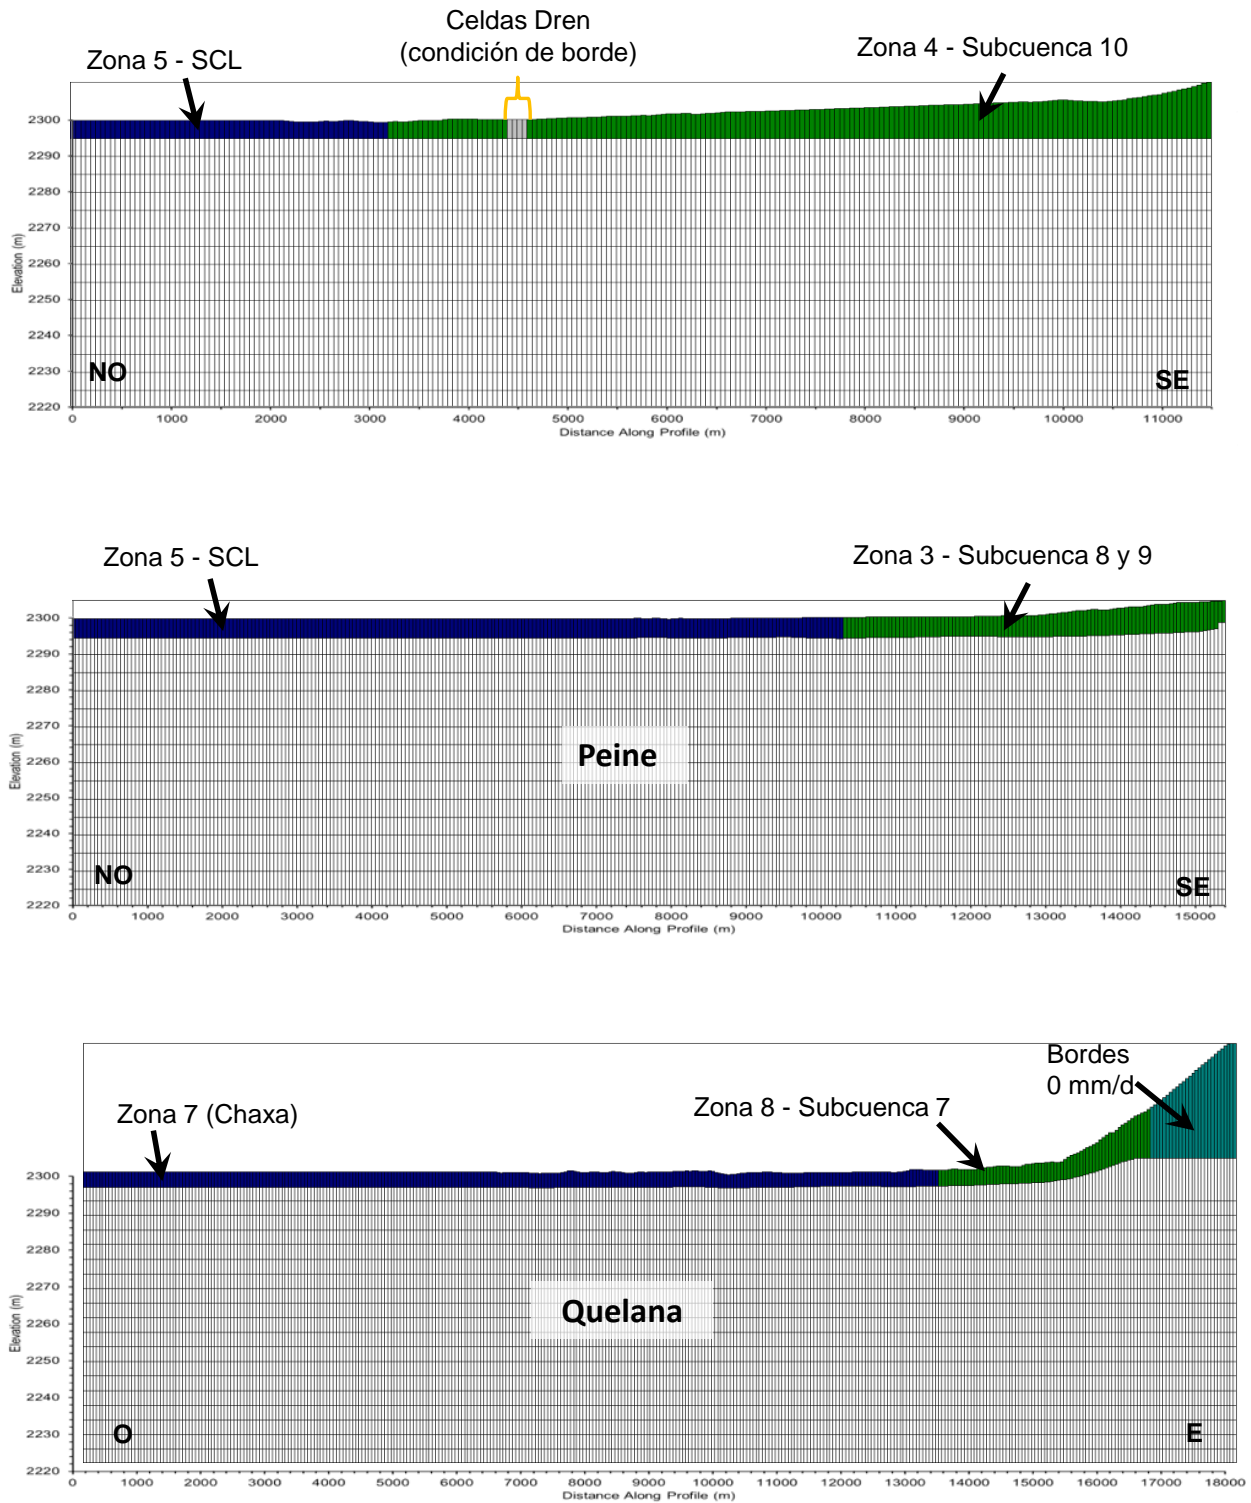 Celdas Dren
(condición de borde)
Zona 5 - SCL
Zona 4 - Subcuenca 10
2300
2290
2280
2270
2260
2250
2240
2230
2220
Elevation (m)
NO
SE
0 1000 2000 3000 4000 5000 6000 7000 8000 9000 10000 11000
Distance Along Profile (m)
Zona 5 - SCL
Zona 3 - Subcuenca 8 y 9
2300
2290
2280
2270
2260
2250
2240
2230
2220
Elevation (m)
Peine
NO
SE
0 1000 2000 3000 4000 5000 6000 7000 8000 9000 10000 11000 12000 13000 14000 15000
Distance Along Profile (m)
Bordes
0 mm/d
Zona 7 (Chaxa)
Zona 8 - Subcuenca 7
2300
2290
2280
2270
2260
2250
2240
2230
2220
Elevation (m)
Quelana
O
E
0 1000 2000 3000 4000 5000 6000 7000 8000 9000 10000 11000 12000 13000 14000 15000 16000 17000 18000
Distance Along Profile (m)